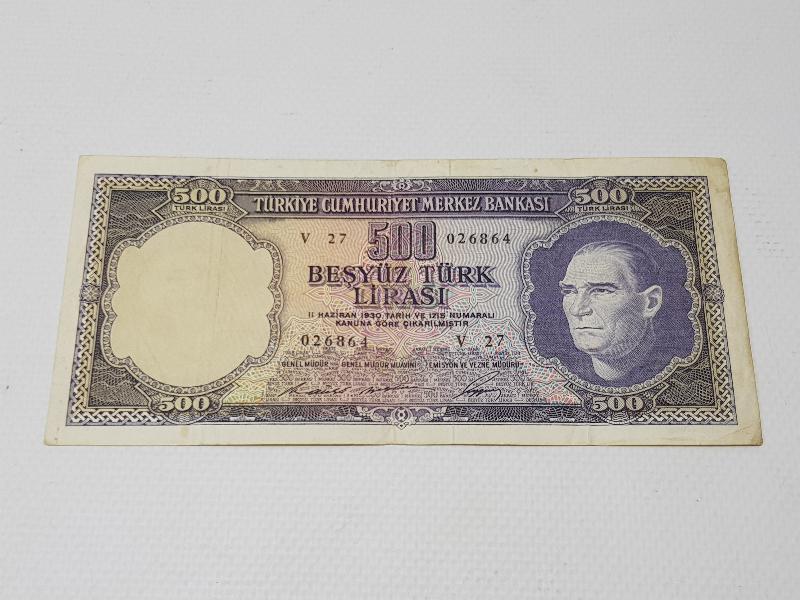 500 500
TÜRK LİRASI TÜRK LİRASI
TÜRKİYE CUMHURİYET MERKEZ BANKASI
V 27 500 026864
BEŞYÜZ TÜRK
LİRASI
11 HAZİRAN 1930 TARİH VE 1715 NUMARALI
KANUNA GÖRE ÇIKARILMIŞTIR
026864 V 27
GENEL MÜDÜR GENEL MÜDÜR MUAVİNİ EMİSYON VE VEZNE MÜDÜRÜ
500 500